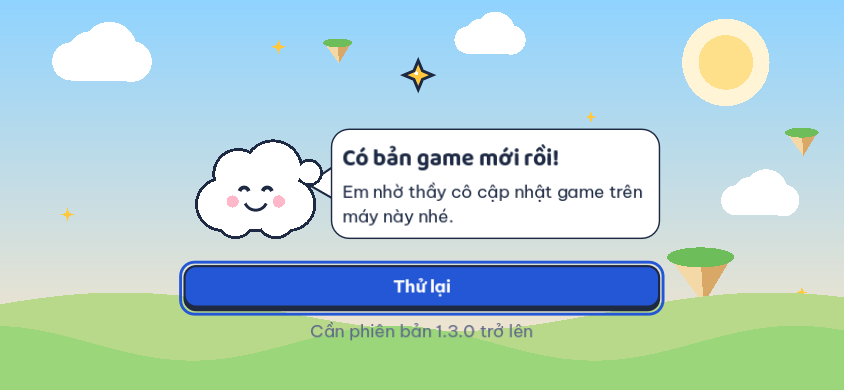 Có bản game mới rồi!
Em nhờ thầy cô cập nhật game trên
máy này nhé.
Thử lại
Cần phiên bản 1.3.0 trở lên